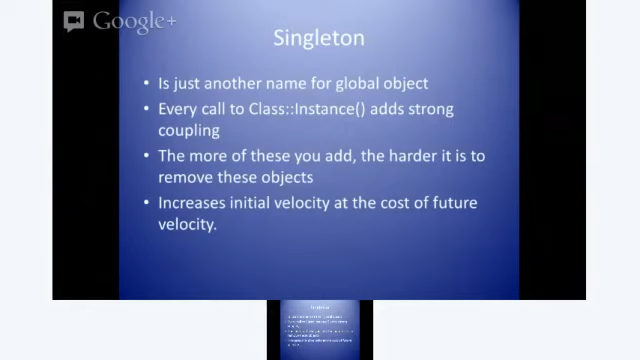 Google+
Singleton
• Is just another name for global object
• Every call to Class::Instance() adds strong
coupling
• The more of these you add, the harder it is to
remove these objects
• Increases initial velocity at the cost of future
velocity.
Singleton